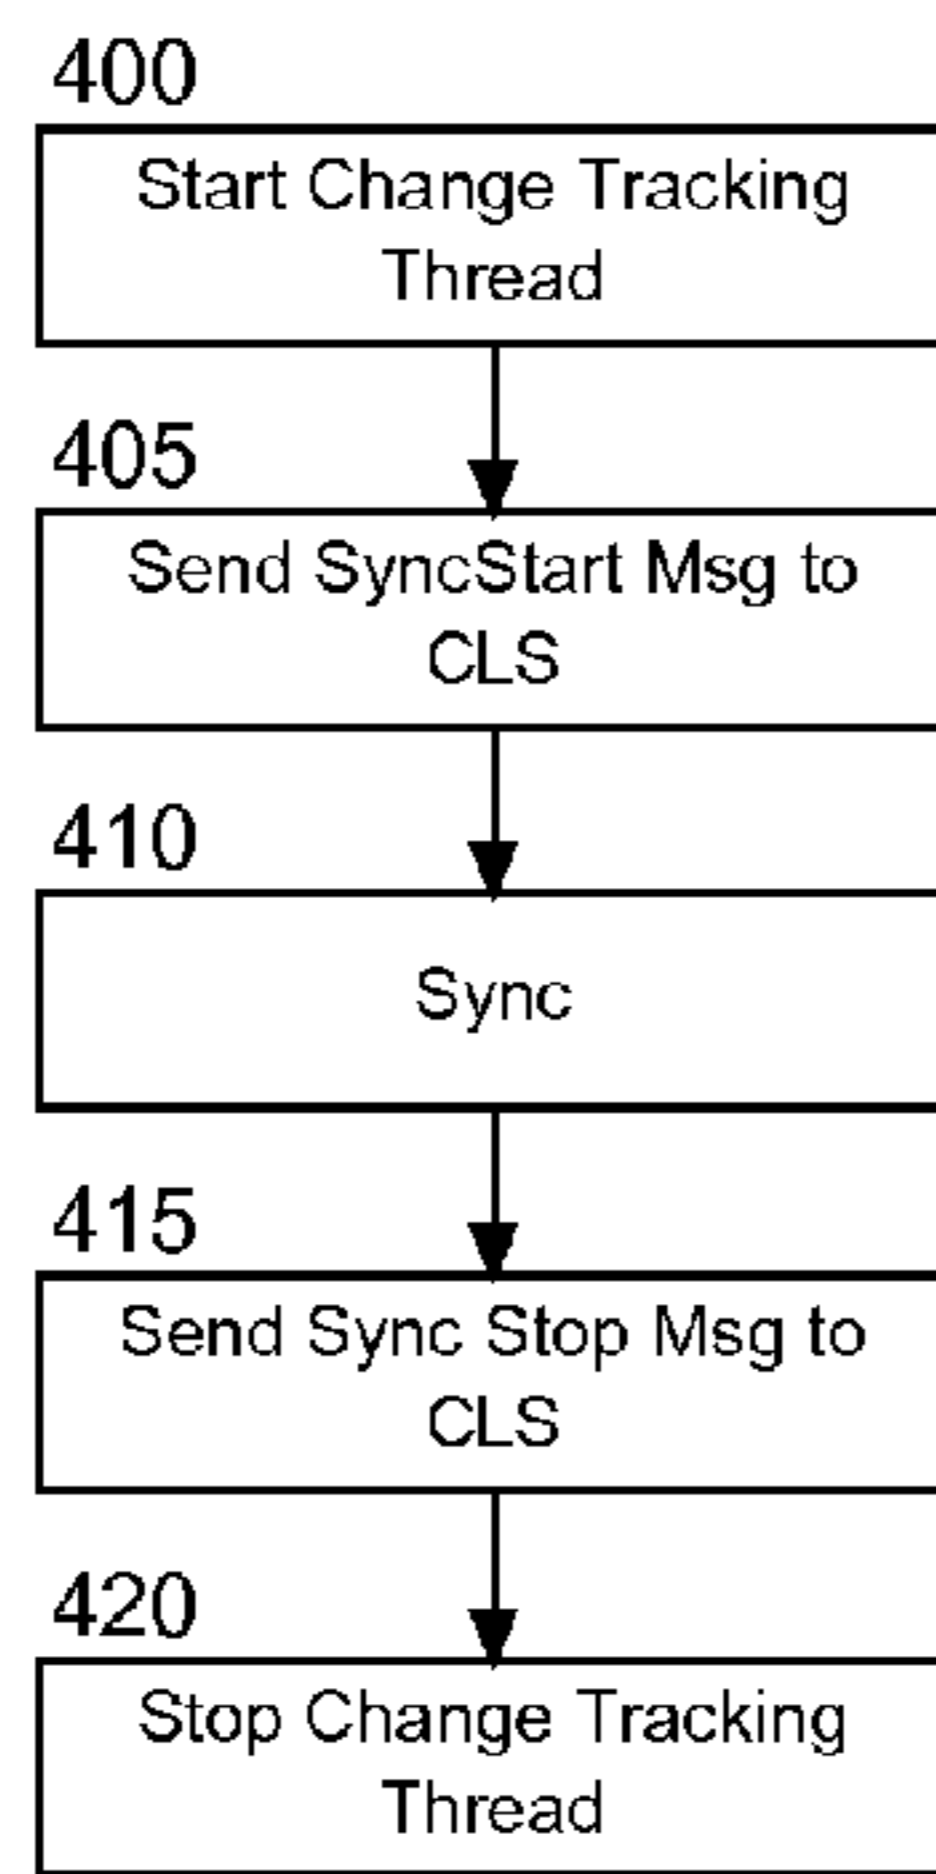 400
Start Change Tracking
Thread
405
Send SyncStart Msg to
CLS
410
Sync
415
Send Sync Stop Msg to
CLS
420
Stop Change Tracking
Thread